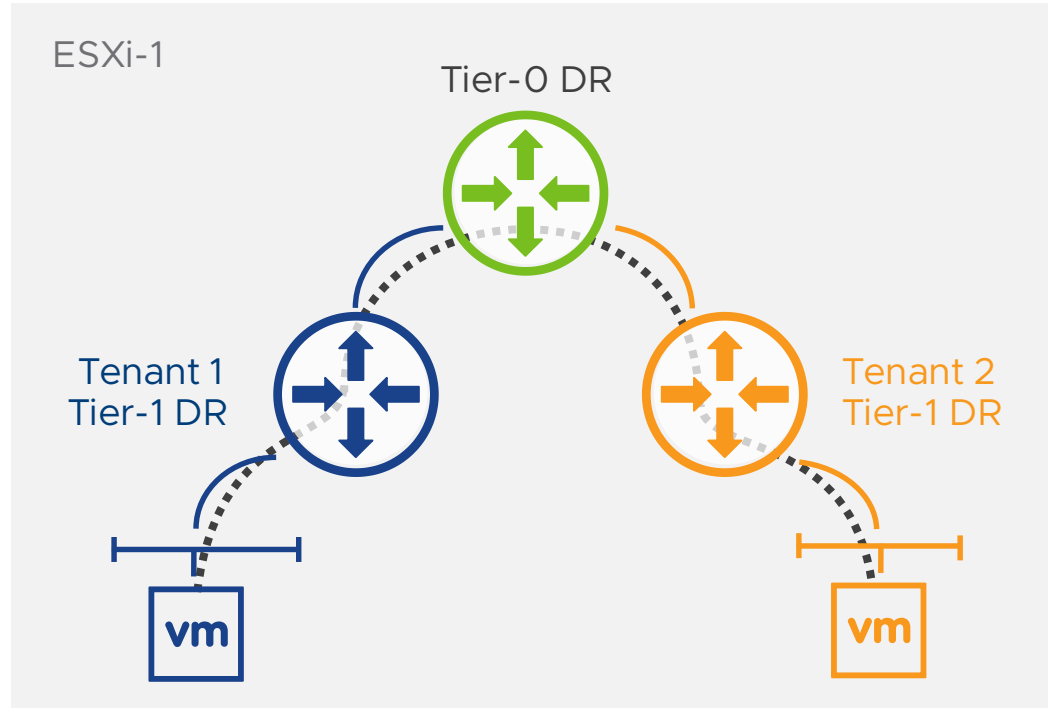 ESXi-1
Tier-0 DR
Tenant 1
Tier-1 DR
Tenant 2
Tier-1 DR
vm
vm